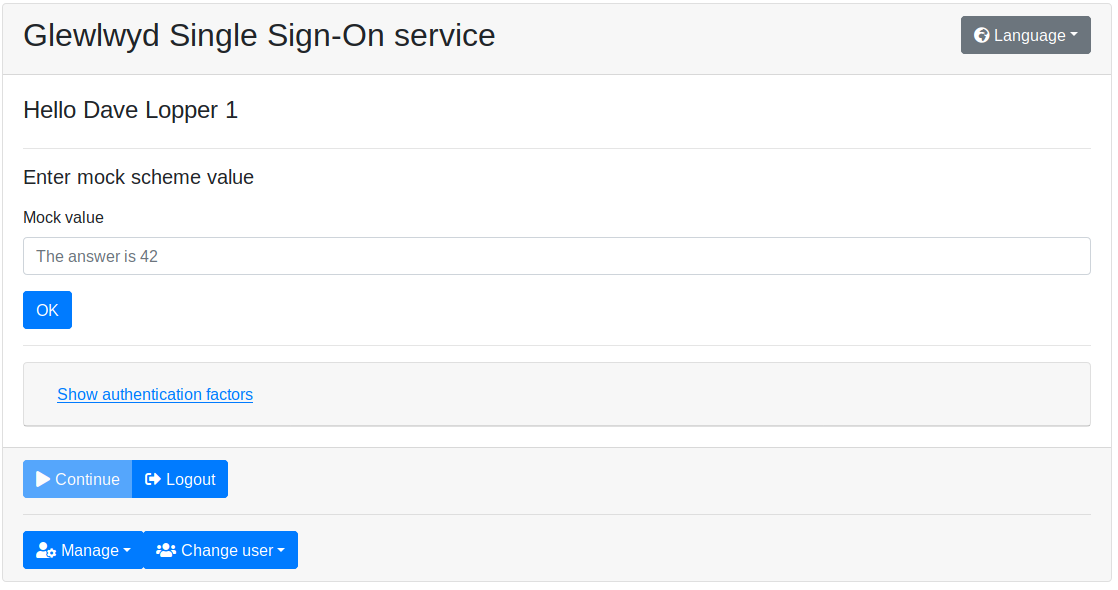 Glewlwyd Single Sign-On service
Language
Hello Dave Lopper 1
Enter mock scheme value
Mock value
The answer is 42
OK
Show authentication factors
Continue Logout
Manage Change user